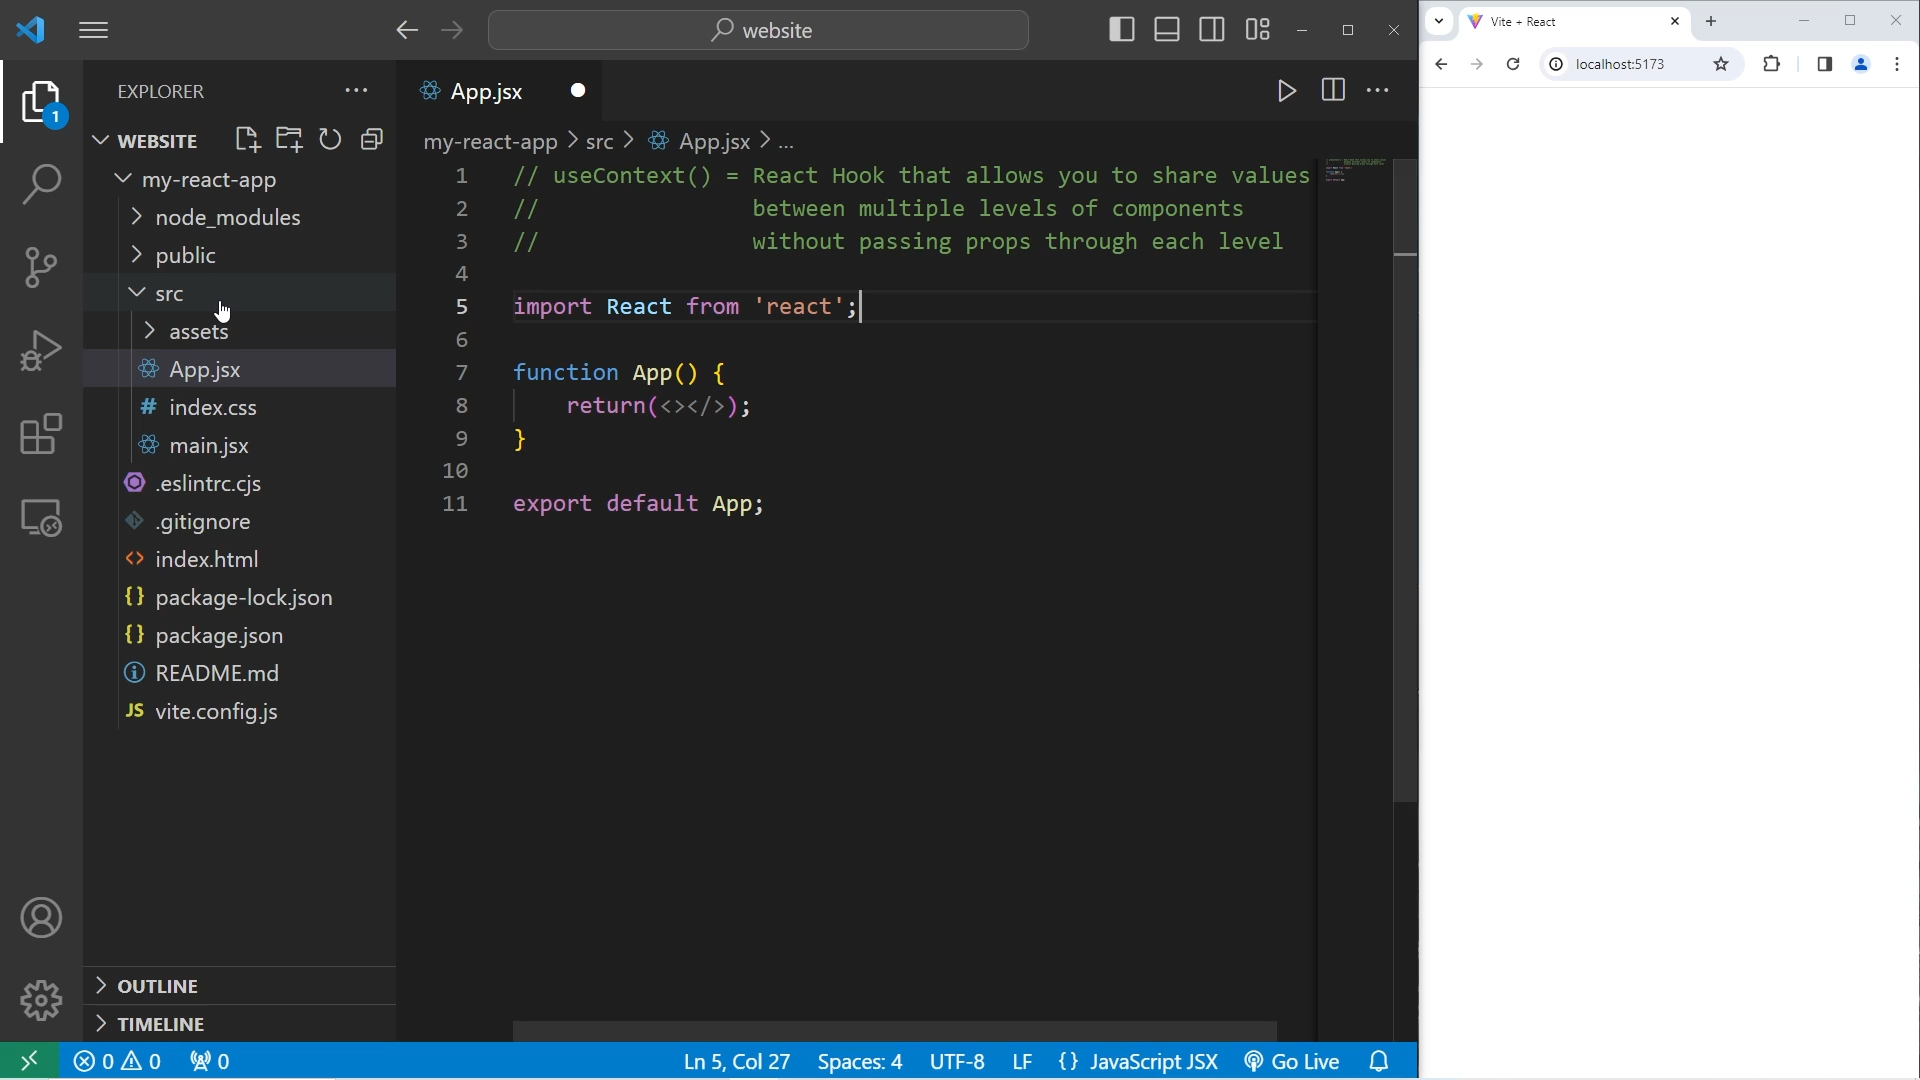 website
EXPLORER
1
WEBSITE
my-react-app
node_modules
public
src
assets
App.jsx
index.css
main.jsx
.eslintrc.cjs
.gitignore
index.html
package-lock.json
package.json
README.md
JS vite.config.js
OUTLINE
TIMELINE
App.jsx
my-react-app > src > App.jsx > ...
1 // useContext() = React Hook that allows you to share values
2 // between multiple levels of components
3 // without passing props through each level
4
5 import React from 'react';
6
7 function App() {
8 return(<></>);
9 }
10
11 export default App;
0 0 0
Ln 5, Col 27 Spaces: 4 UTF-8 LF {} JavaScript JSX Go Live
Vite + React
localhost:5173